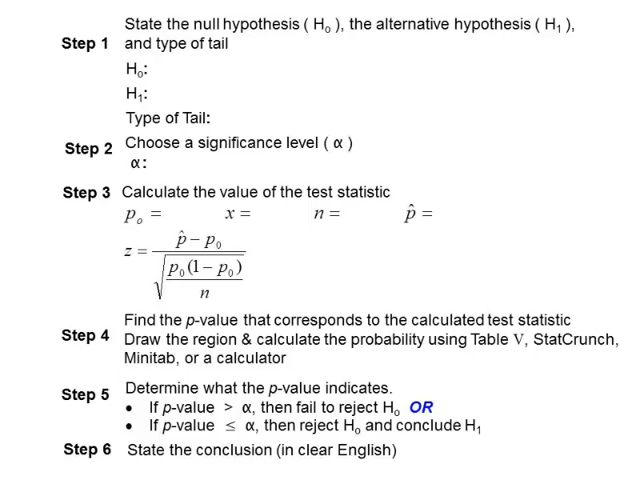 State the null hypothesis ( Ho ), the alternative hypothesis ( H1 ),
Step 1 and type of tail
Ho:
H1:
Type of Tail:
Step 2 Choose a significance level ( α )
α:
Step 3 Calculate the value of the test statistic
po = x = n = p̂ =
z = (p̂ − p0) / √(p0(1 − p0) / n)
Find the p-value that corresponds to the calculated test statistic
Step 4 Draw the region & calculate the probability using Table V, StatCrunch,
Minitab, or a calculator
Step 5 Determine what the p-value indicates.
• If p-value > α, then fail to reject Ho OR
• If p-value ≤ α, then reject Ho and conclude H1
Step 6 State the conclusion (in clear English)